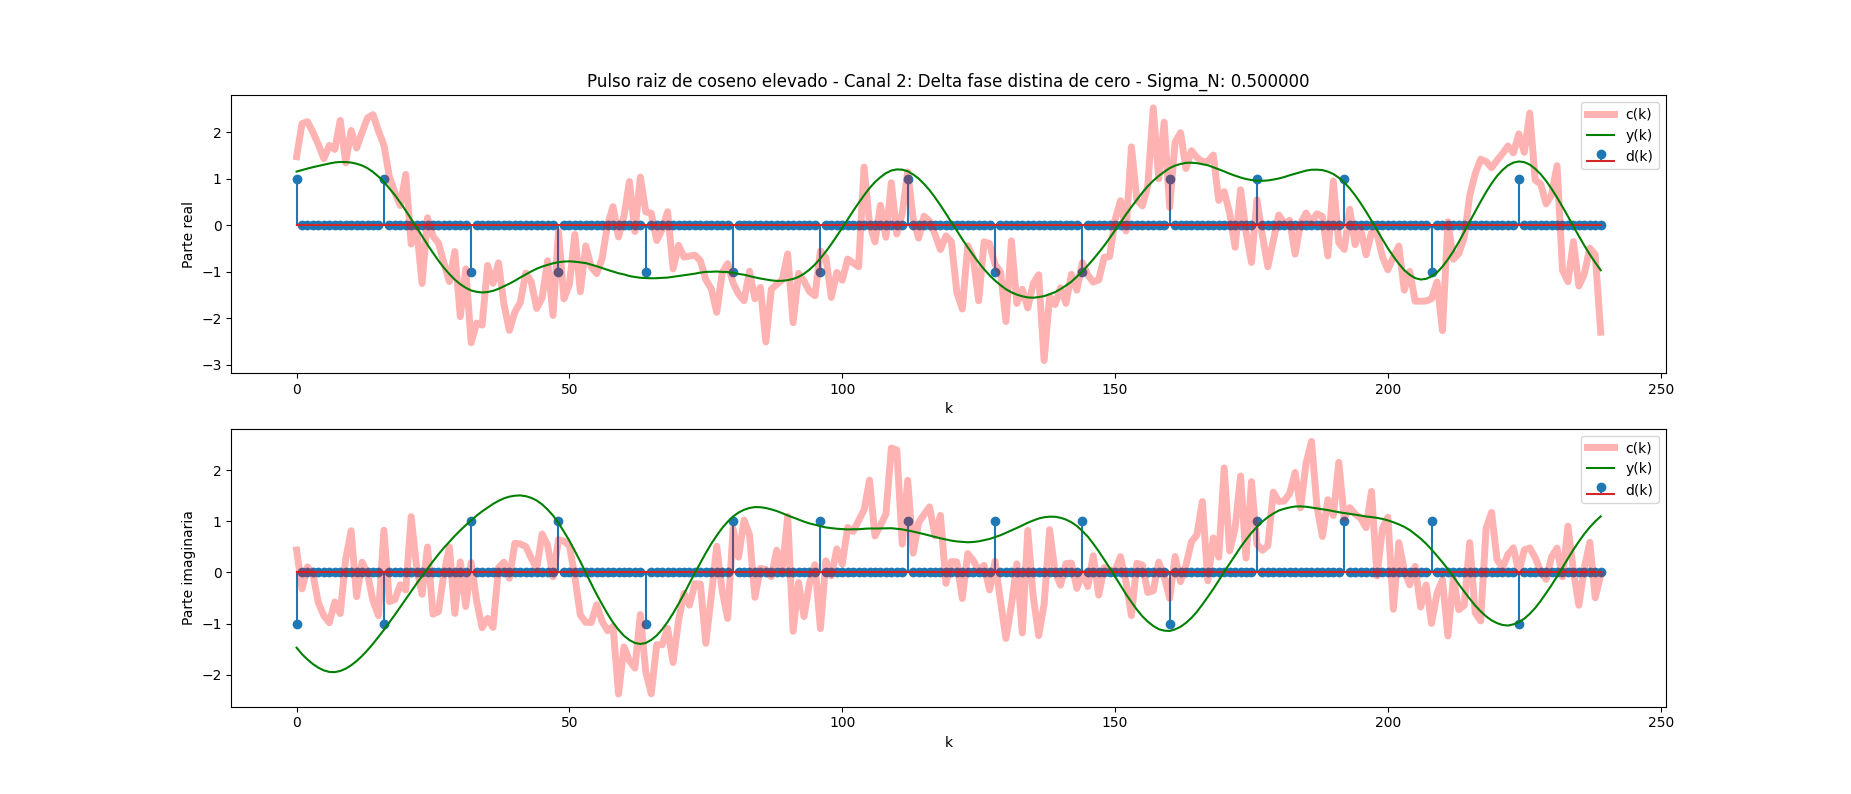 Pulso raiz de coseno elevado - Canal 2: Delta fase distina de cero - Sigma_N: 0.500000
c(k)
y(k)
d(k)
Parte real
2
1
0
−1
−2
−3
0 50 100 150 200 250
k
c(k)
y(k)
d(k)
Parte imaginaria
2
1
0
−1
−2
0 50 100 150 200 250
k